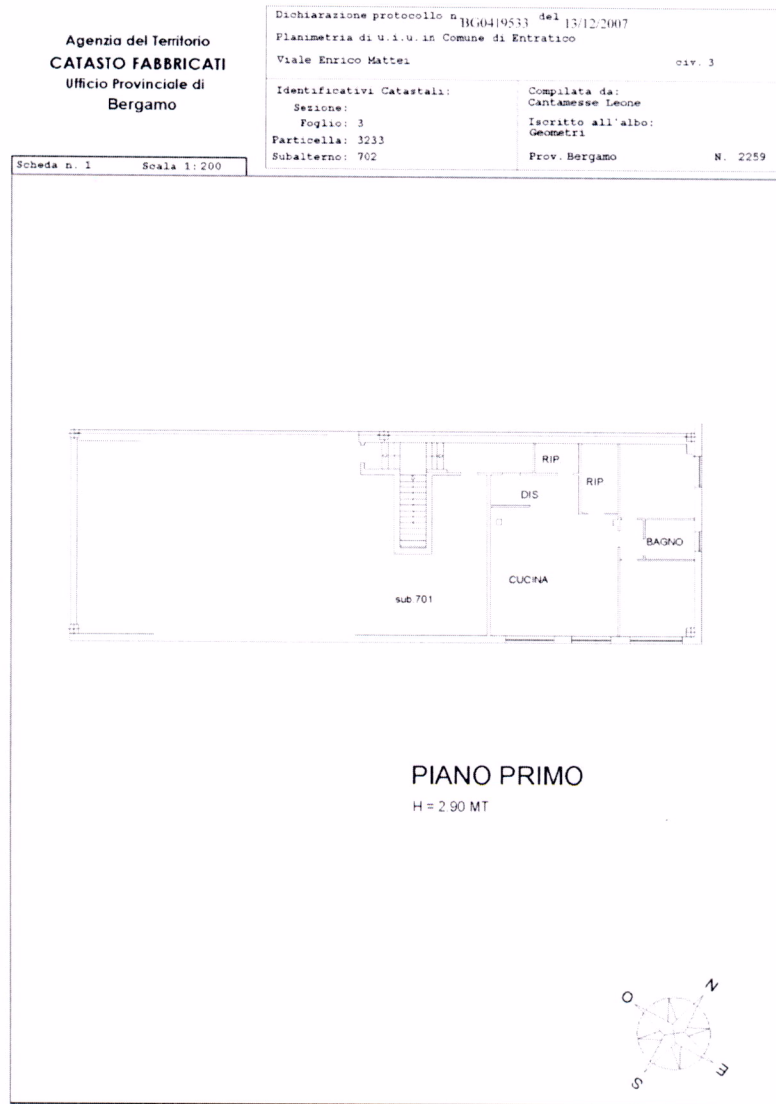 Agenzia del Territorio
CATASTO FABBRICATI
Ufficio Provinciale di
Bergamo
Dichiarazione protocollo n BG0419533 del 13/12/2007
Planimetria di u.i.u. in Comune di Entratico
Viale Enrico Mattei civ. 3
Identificativi Catastali:
Sezione:
Foglio: 3
Particella: 3233
Subalterno: 702
Compilata da:
Cantamesse Leone
Iscritto all'albo:
Geometri
Prov. Bergamo N. 2259
Scheda n. 1 Scala 1:200
RIP
RIP
DIS
BAGNO
CUCINA
sub.701
PIANO PRIMO
H = 2.90 MT
N
O
E
S